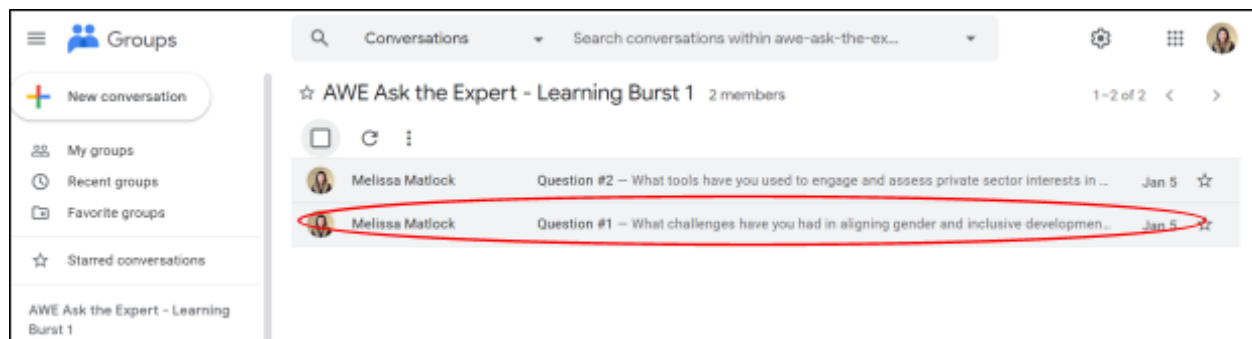 Groups
Conversations
Search conversations within awe-ask-the-ex...
New conversation
AWE Ask the Expert - Learning Burst 1 2 members
1–2 of 2
My groups
Recent groups
Favorite groups
Starred conversations
AWE Ask the Expert - Learning
Burst 1
Melissa Matlock Question #2 — What tools have you used to engage and assess private sector interests in ... Jan 5
Melissa Matlock Question #1 — What challenges have you had in aligning gender and inclusive developmen... Jan 5